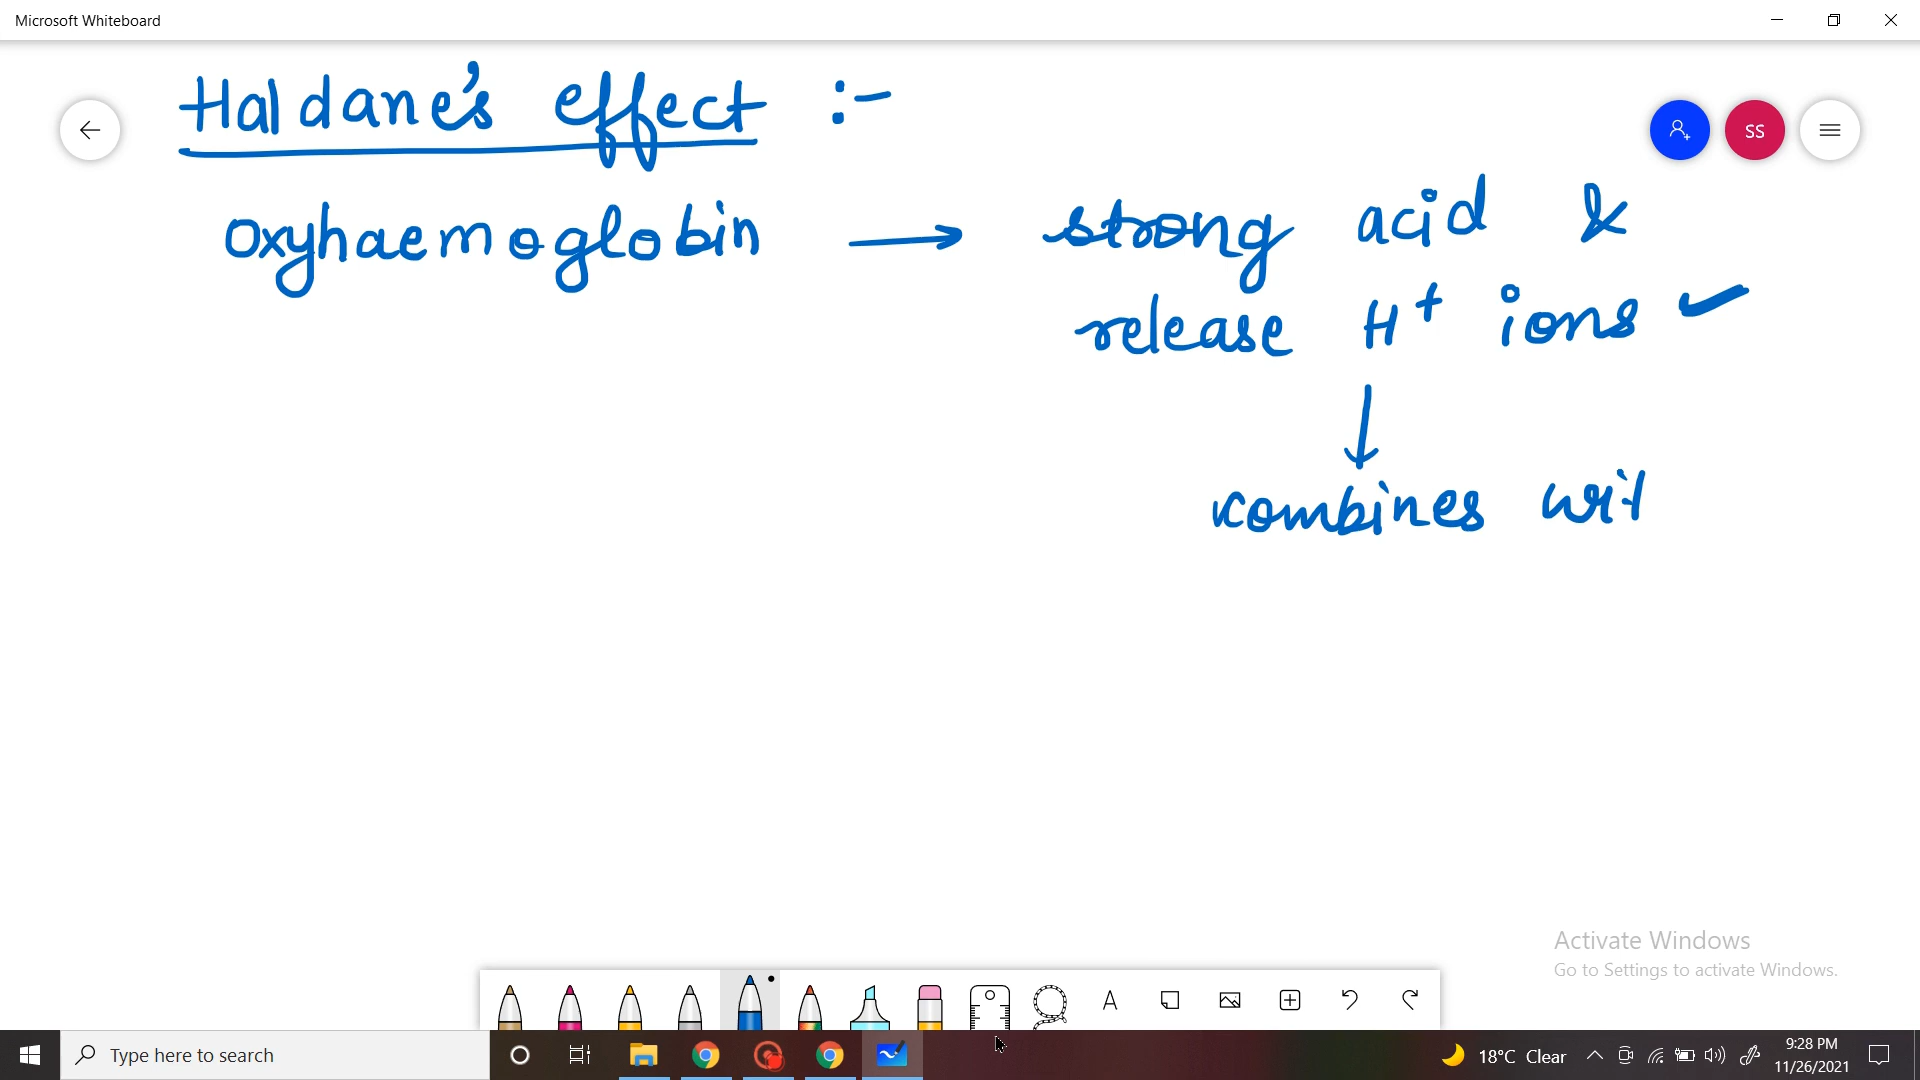 Microsoft Whiteboard
Haldane's effect :-
SS
oxyhaemoglobin → strong acid &
release H+ ions ✓
↓
combines wit
Activate Windows
Go to Settings to activate Windows.
A
Type here to search
18°C Clear
9:28 PM
11/26/2021